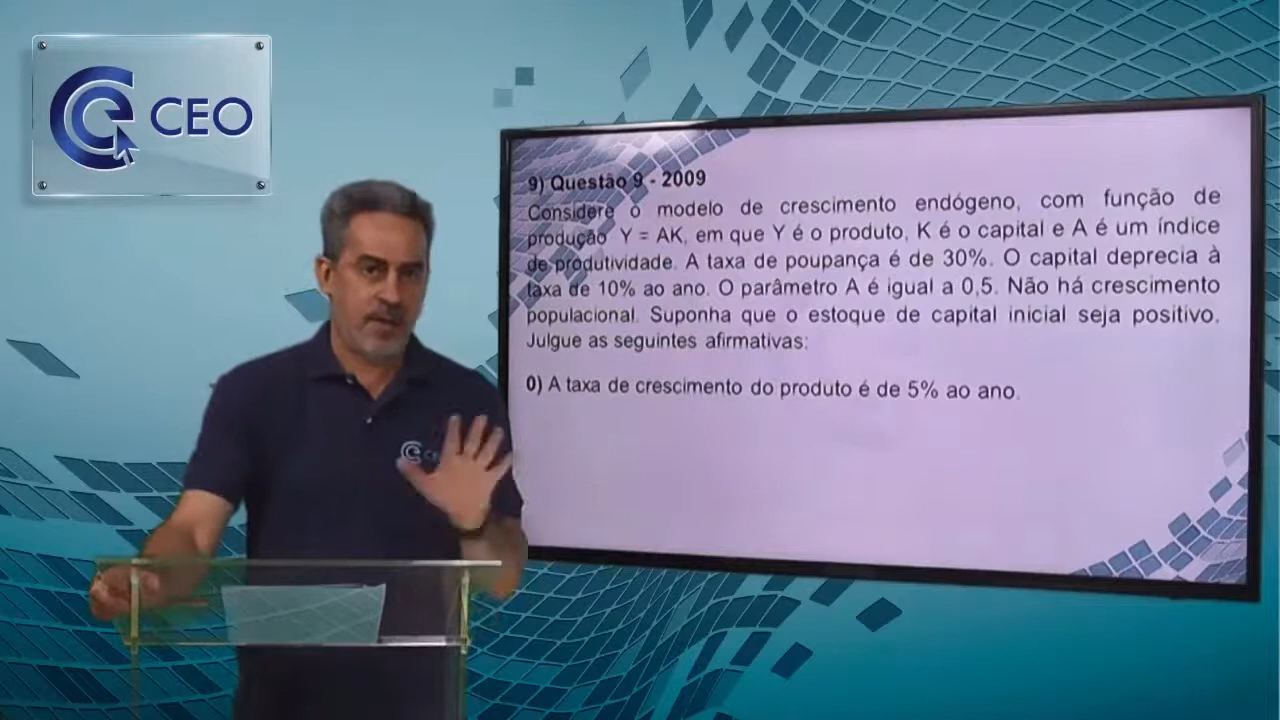 CEO
9) Questão 9 - 2009
Considere o modelo de crescimento endógeno, com função de
produção Y = AK, em que Y é o produto, K é o capital e A é um índice
de produtividade. A taxa de poupança é de 30%. O capital deprecia à
taxa de 10% ao ano. O parâmetro A é igual a 0,5. Não há crescimento
populacional. Suponha que o estoque de capital inicial seja positivo.
Julgue as seguintes afirmativas:
0) A taxa de crescimento do produto é de 5% ao ano.